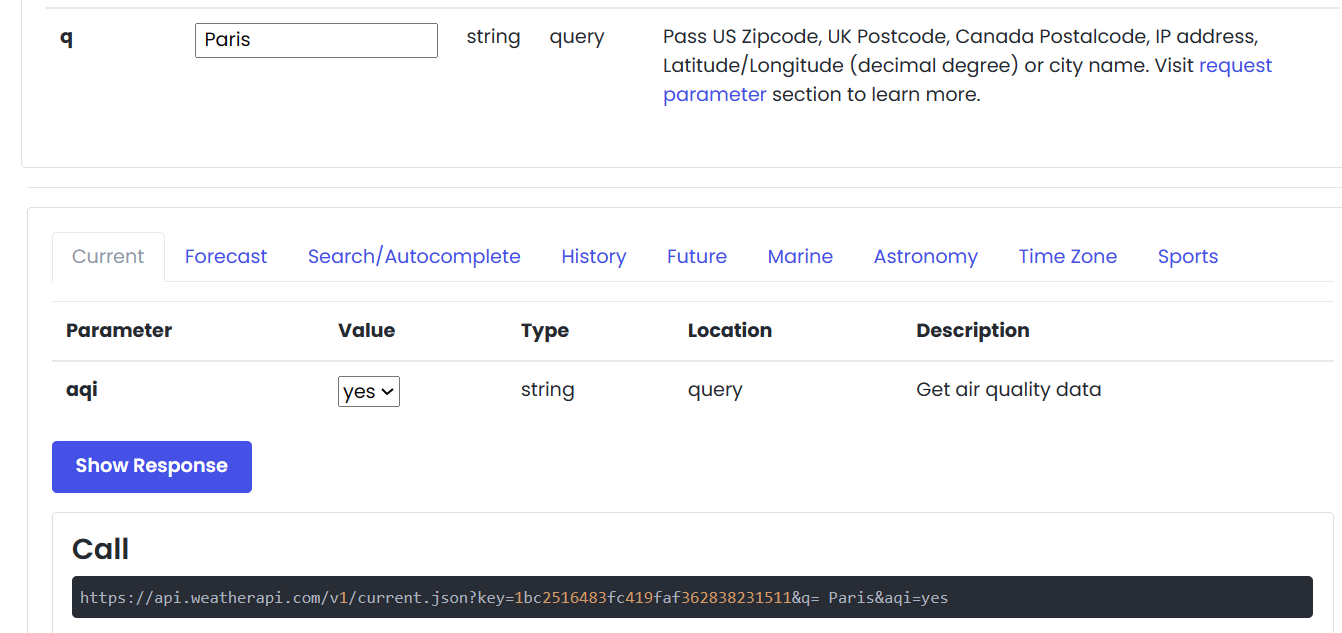 q Paris string query Pass US Zipcode, UK Postcode, Canada Postalcode, IP address,
Latitude/Longitude (decimal degree) or city name. Visit request
parameter section to learn more.
Current Forecast Search/Autocomplete History Future Marine Astronomy Time Zone Sports
Parameter Value Type Location Description
aqi yes string query Get air quality data
Show Response
Call
https://api.weatherapi.com/v1/current.json?key=1bc2516483fc419faf362838231511&q= Paris&aqi=yes